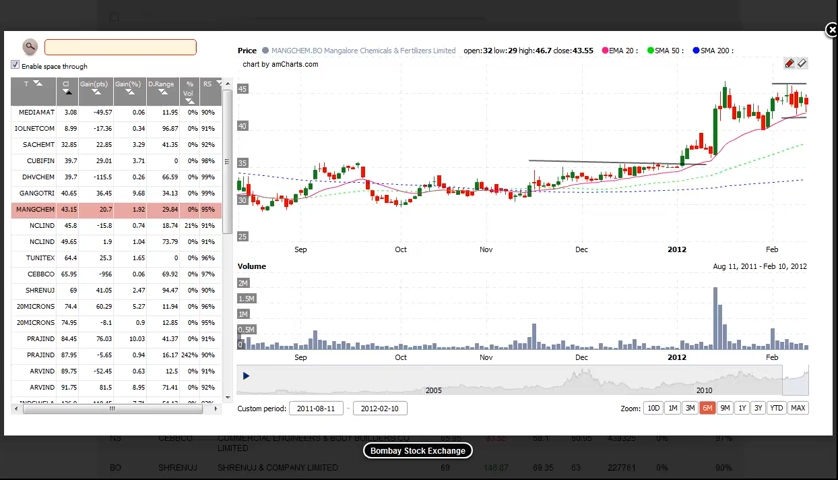 Enable space through
T Cl Gain(pts) Gain(%) D.Range % Vol RS
MEDIAMAT 3.08 -49.57 0.06 11.95 0% 90%
IOLNETCOM 8.99 -17.36 0.34 96.87 0% 91%
SACHEMT 32.85 22.85 3.29 41.35 0% 92%
CUBIFIN 39.7 29.01 3.71 0 0% 98%
DHVCHEM 39.7 -115.5 0.26 66.59 0% 99%
GANGOTRI 40.65 36.45 9.68 34.13 0% 99%
MANGCHEM 43.15 20.7 1.92 29.84 0% 95%
NCLIND 45.8 -15.8 0.74 18.74 21% 91%
NCLIND 49.65 1.9 1.04 73.79 0% 91%
TUNITEX 64.4 25.3 1.65 0 0% 96%
CEBBCO 65.95 -956 0.06 69.92 0% 97%
SHRENUJ 69 41.05 2.47 94.47 0% 90%
20MICRONS 74.4 60.29 5.27 11.94 0% 96%
20MICRONS 74.95 -8.1 0.9 12.85 0% 95%
PRAJIND 84.45 76.03 10.03 41.37 0% 91%
PRAJIND 87.95 -5.65 0.94 16.17 242% 90%
ARVIND 89.75 -52.45 0.63 12.5 0% 91%
ARVIND 91.75 81.5 8.95 71.41 0% 92%
Price MANGCHEM.BO Mangalore Chemicals & Fertlizers Limited open:32 low:29 high:46.7 close:43.55 EMA 20 : SMA 50 : SMA 200 :
chart by amCharts.com
45
40
35
30
25
Sep Oct Nov Dec 2012 Feb
Volume Aug 11, 2011 - Feb 10, 2012
2M
1.5M
1M
0.5M
0
Sep Oct Nov Dec 2012 Feb
2005 2010
Custom period: 2011-08-11 - 2012-02-10 Zoom: 10D 1M 3M 6M 9M 1Y 3Y YTD MAX
Bombay Stock Exchange
BO SHRENUJ SHRENUJ & COMPANY LIMITED 69 69.35 63 227761 0% 90%